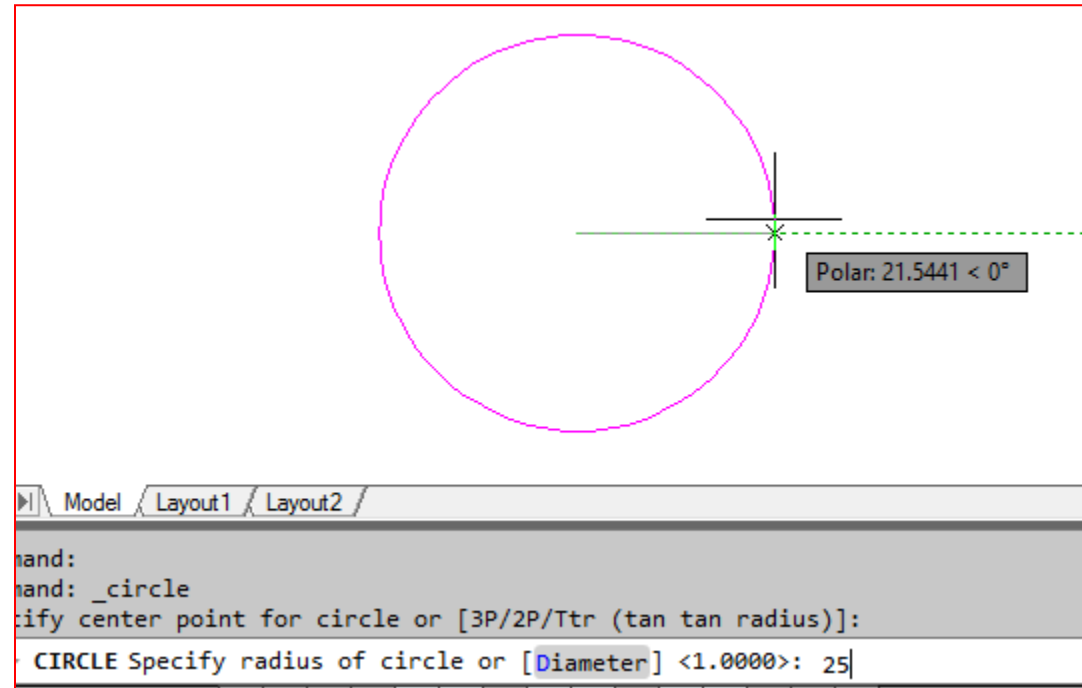 Polar: 21.5441 < 0°
Model Layout1 Layout2
mand:
mand: _circle
cify center point for circle or [3P/2P/Ttr (tan tan radius)]:
CIRCLE Specify radius of circle or [Diameter] <1.0000>: 25